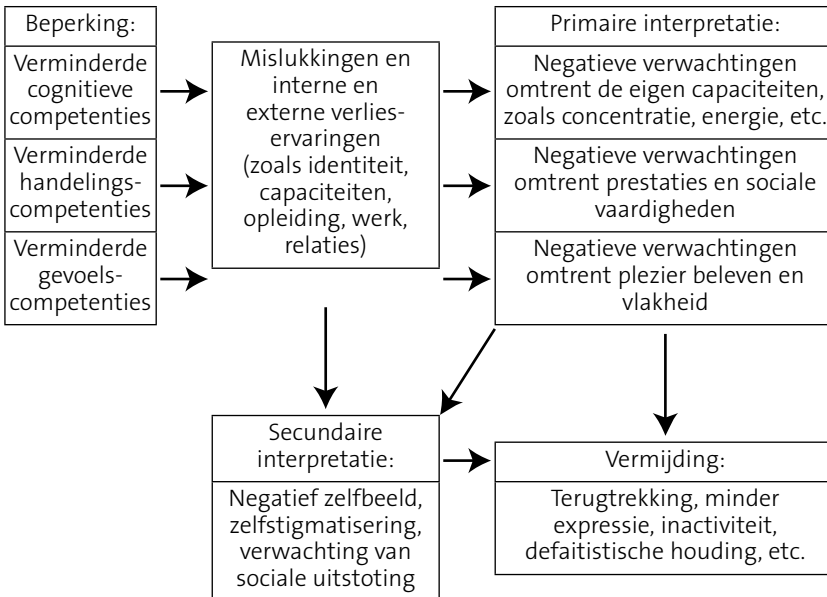 Beperking:
Verminderde
cognitieve
competenties
Verminderde
handelings-
competenties
Verminderde
gevoels-
competenties
Mislukkingen en
interne en
externe verlies-
ervaringen
(zoals identiteit,
capaciteiten,
opleiding, werk,
relaties)
Primaire interpretatie:
Negatieve verwachtingen
omtrent de eigen capaciteiten,
zoals concentratie, energie, etc.
Negatieve verwachtingen
omtrent prestaties en sociale
vaardigheden
Negatieve verwachtingen
omtrent plezier beleven en
vlakheid
Secundaire
interpretatie:
Negatief zelfbeeld,
zelfstigmatisering,
verwachting van
sociale uitstoting
Vermijding:
Terugtrekking, minder
expressie, inactiviteit,
defaitistische houding, etc.